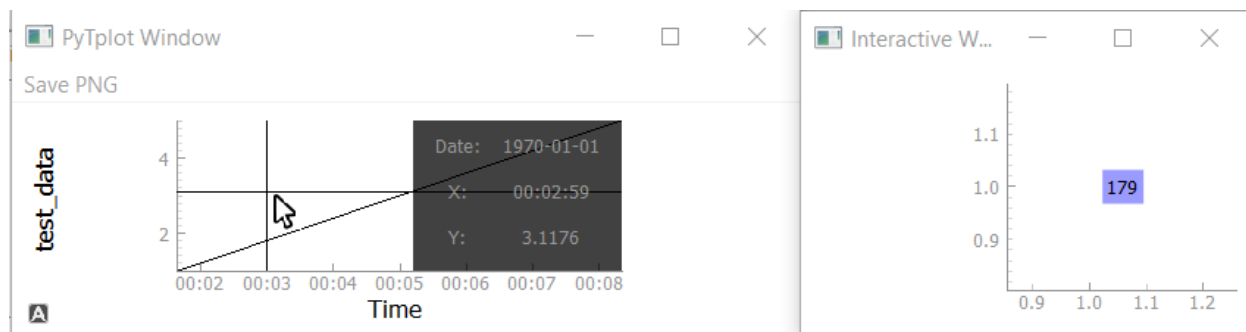 PyTplot Window
Save PNG
test_data
4
2
Date: 1970-01-01
X: 00:02:59
Y: 3.1176
00:02 00:03 00:04 00:05 00:06 00:07 00:08
Time
A
Interactive W...
1.1
1.0
0.9
179
0.9 1.0 1.1 1.2